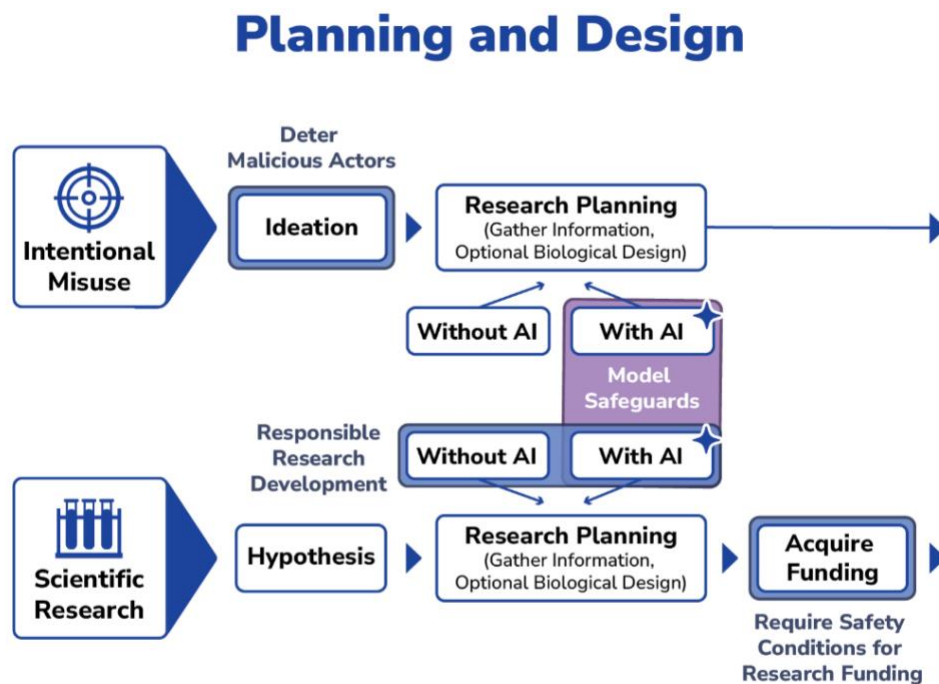 Planning and Design
Deter
Malicious Actors
Intentional
Misuse
Ideation
Research Planning
(Gather Information,
Optional Biological Design)
Without AI
With AI
Model
Safeguards
Responsible
Research
Development
Without AI
With AI
Scientific
Research
Hypothesis
Research Planning
(Gather Information,
Optional Biological Design)
Acquire
Funding
Require Safety
Conditions for
Research Funding